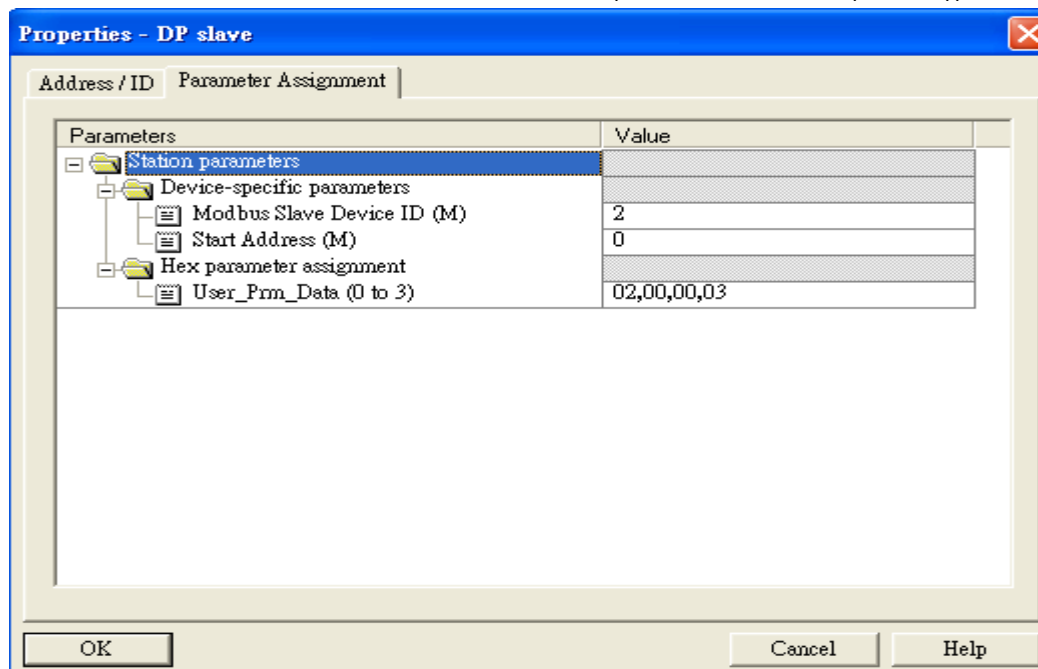 Properties - DP slave
Address / ID Parameter Assignment
Parameters Value
Station parameters
Device-specific parameters
Modbus Slave Device ID (M) 2
Start Address (M) 0
Hex parameter assignment
User_Prm_Data (0 to 3) 02,00,00,03
OK Cancel Help